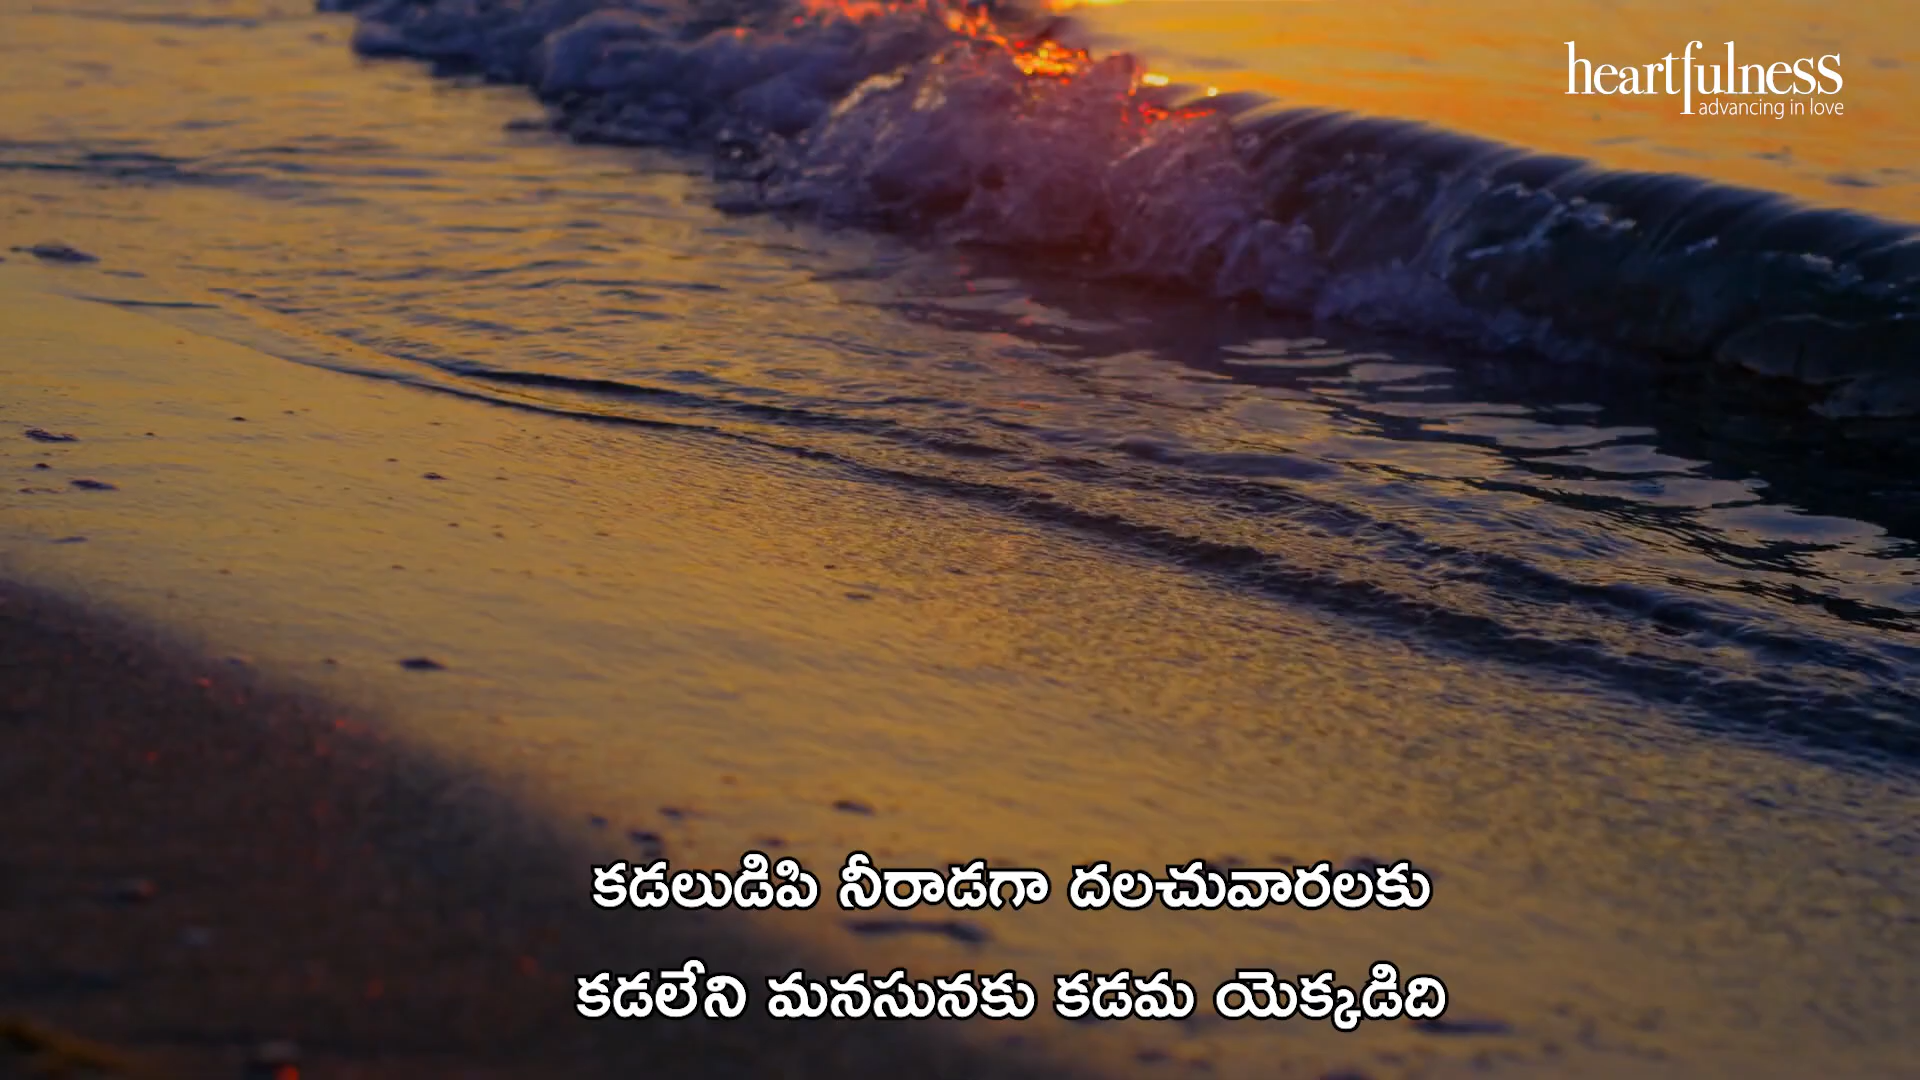 heartfulness
advancing in love
కడలుడిపి నీరాడగా దలచువారలకు
కడలేని మనసునకు కడమ యెక్కడిది